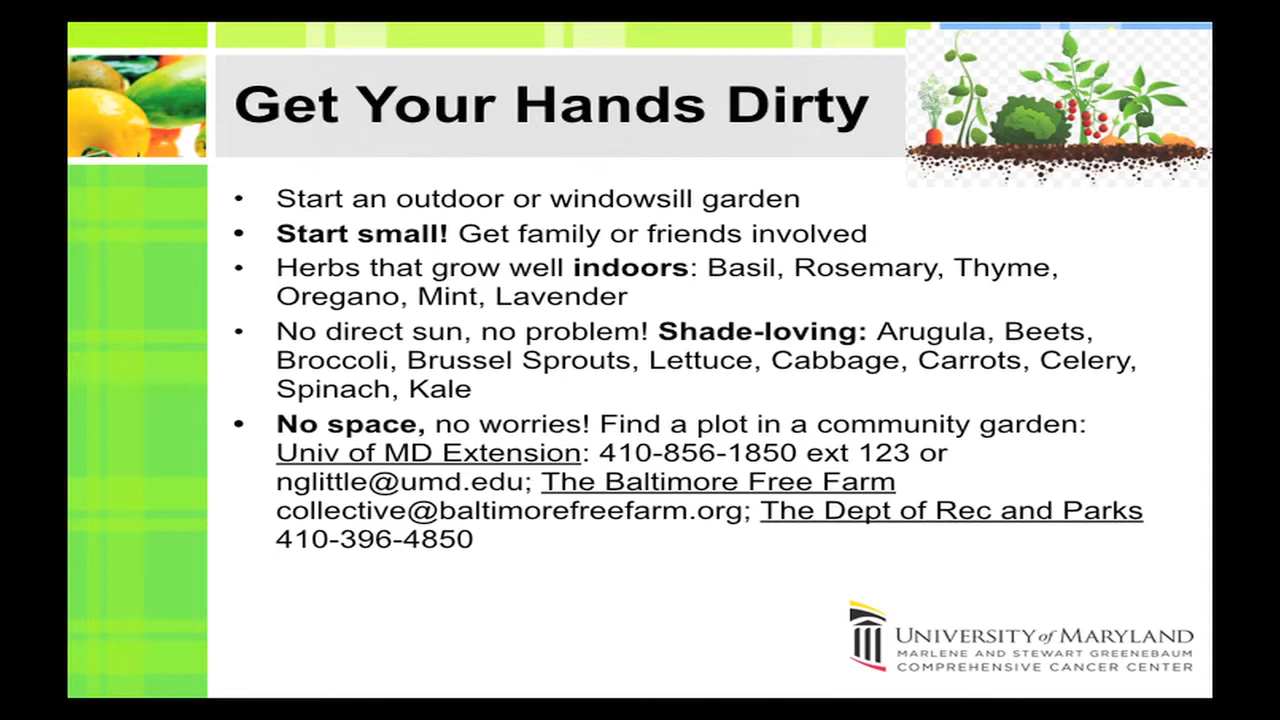 Get Your Hands Dirty
• Start an outdoor or windowsill garden
• Start small! Get family or friends involved
• Herbs that grow well indoors: Basil, Rosemary, Thyme,
Oregano, Mint, Lavender
• No direct sun, no problem! Shade-loving: Arugula, Beets,
Broccoli, Brussel Sprouts, Lettuce, Cabbage, Carrots, Celery,
Spinach, Kale
• No space, no worries! Find a plot in a community garden:
Univ of MD Extension: 410-856-1850 ext 123 or
nglittle@umd.edu; The Baltimore Free Farm
collective@baltimorefreefarm.org; The Dept of Rec and Parks
410-396-4850
UNIVERSITY of MARYLAND
MARLENE AND STEWART GREENEBAUM
COMPREHENSIVE CANCER CENTER